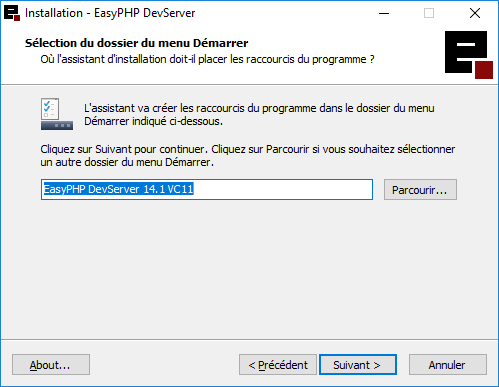 Installation - EasyPHP DevServer
Sélection du dossier du menu Démarrer
Où l'assistant d'installation doit-il placer les raccourcis du programme ?
L'assistant va créer les raccourcis du programme dans le dossier du menu
Démarrer indiqué ci-dessous.
Cliquez sur Suivant pour continuer. Cliquez sur Parcourir si vous souhaitez sélectionner
un autre dossier du menu Démarrer.
EasyPHP DevServer 14.1 VC11
Parcourir...
About...
< Précédent
Suivant >
Annuler